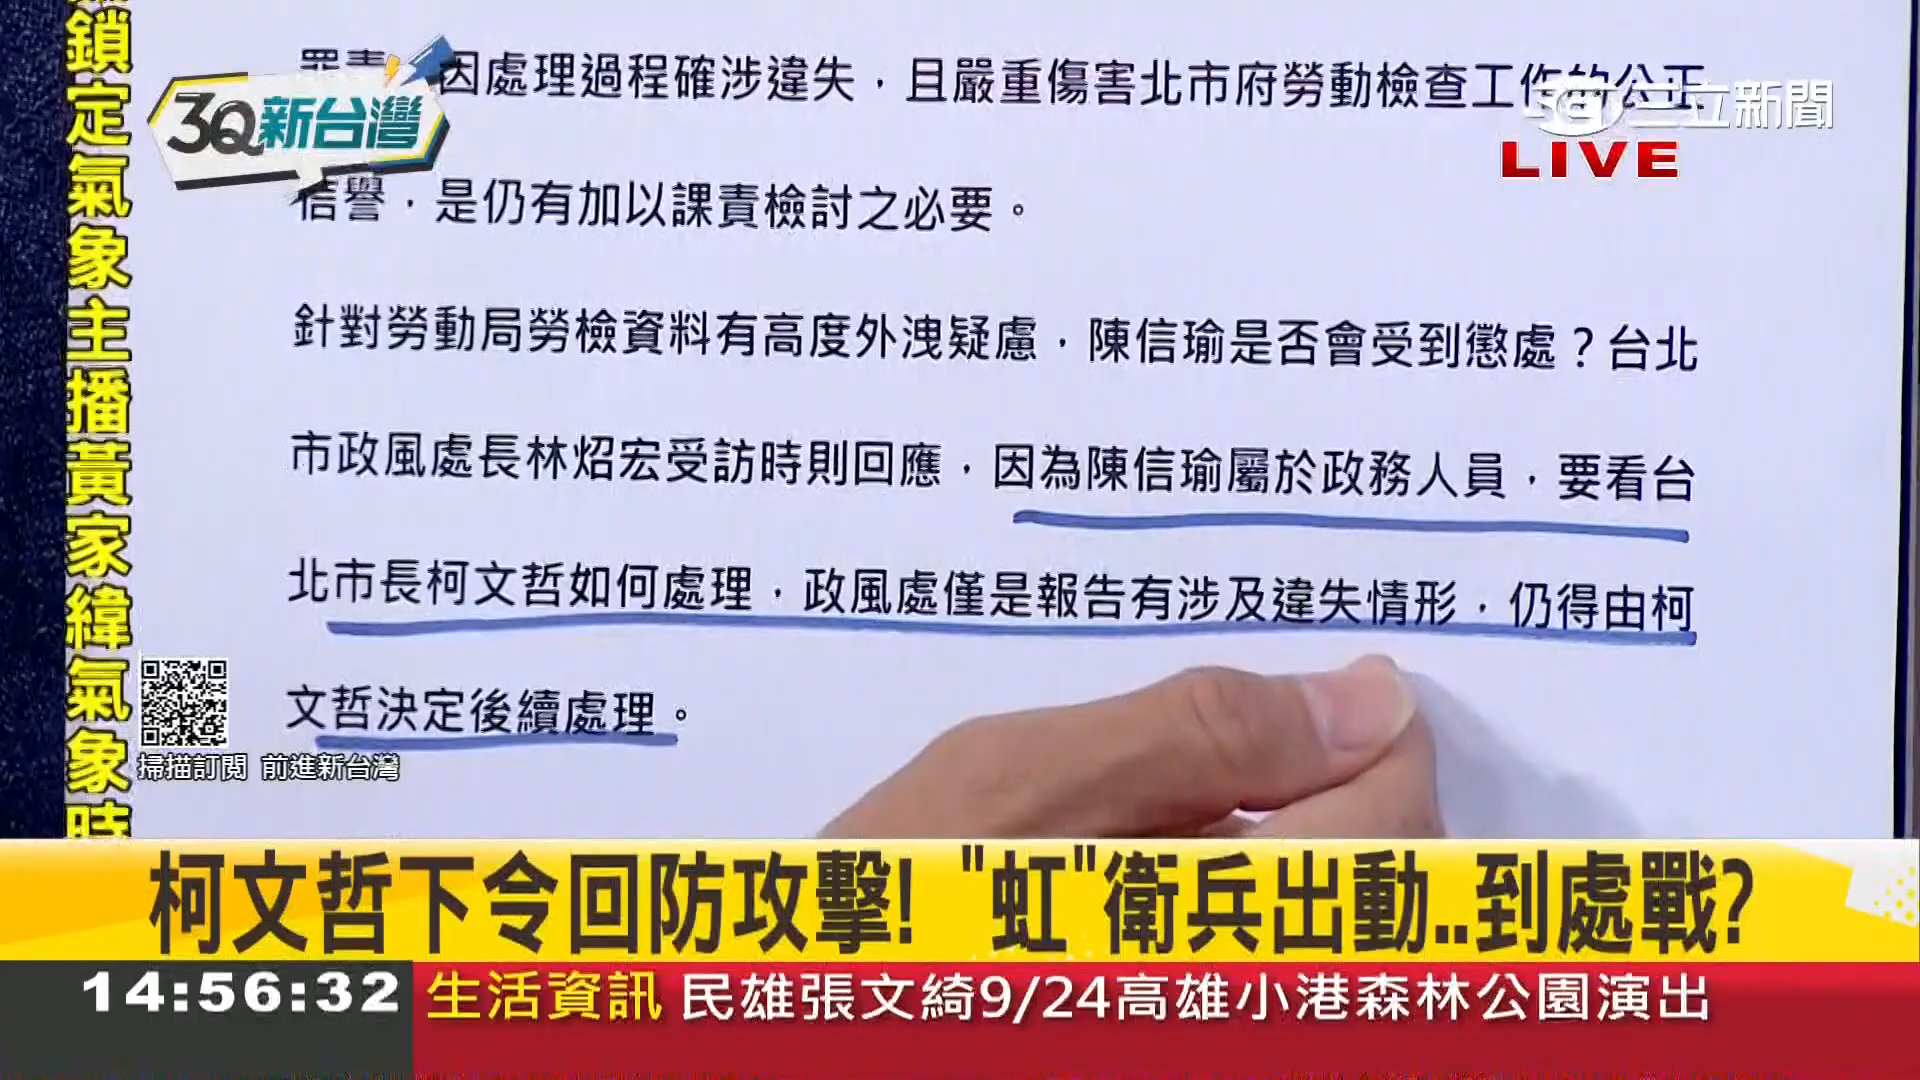 鎖定氣象主播黃家緯氣象時
3Q新台灣
三立新聞
LIVE
因處理過程確涉違失，且嚴重傷害北市府勞動檢查工作的公正
信譽，是仍有加以課責檢討之必要。
針對勞動局勞檢資料有高度外洩疑慮，陳信瑜是否會受到懲處？台北
市政風處長林炤宏受訪時則回應，因為陳信瑜屬於政務人員，要看台
北市長柯文哲如何處理，政風處僅是報告有涉及違失情形，仍得由柯
文哲決定後續處理。
掃描訂閱 前進新台灣
柯文哲下令回防攻擊! "虹"衛兵出動..到處戰?
14:56:32
生活資訊 民雄張文綺9/24高雄小港森林公園演出